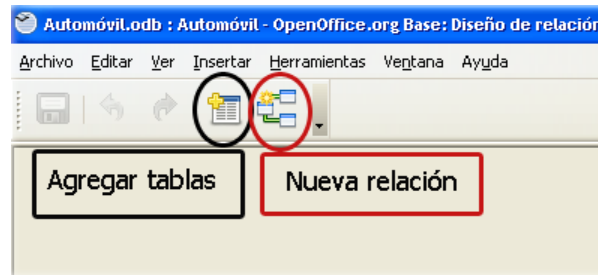 Automóvil.odb : Automóvil - OpenOffice.org Base: Diseño de relación
Archivo Editar Ver Insertar Herramientas Ventana Ayuda
Agregar tablas Nueva relación